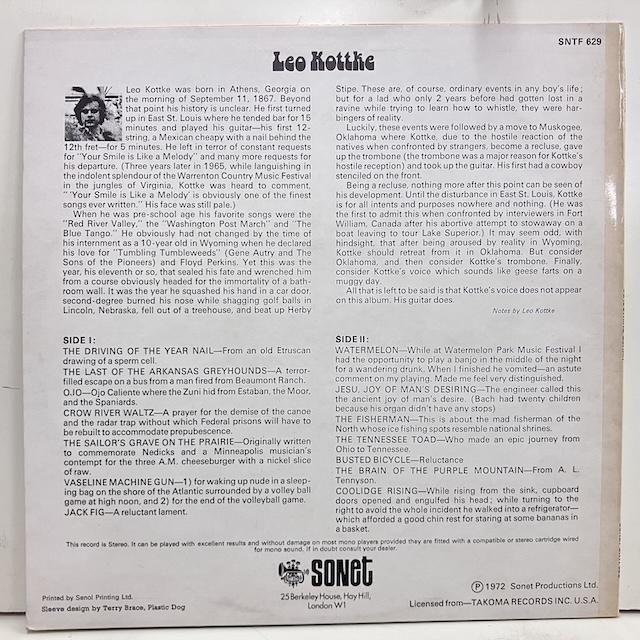 SNTF 629
Leo Kottke
Leo Kottke was born in Athens, Georgia on
the morning of September 11, 1867. Beyond
that point his history is unclear. He first turned
up in East St. Louis where he tended bar for 15
minutes and played his guitar—his first 12-
string, a Mexican cheapy with a nail behind the
12th fret—for 5 minutes. He left in terror of constant requests
for "Your Smile is Like a Melody" and many more requests for
his departure. (Three years later in 1965, while languishing in
the indolent splendour of the Warrenton Country Music Festival
in the jungles of Virginia, Kottke was heard to comment,
"'Your Smile is Like a Melody' is obviously one of the finest
songs ever written." His face was still pale.)
When he was pre-school age his favorite songs were the
"Red River Valley," the "Washington Post March" and "The
Blue Tango." He obviously had not changed by the time of
his internment as a 10-year old in Wyoming when he declared
his love for "Tumbling Tumbleweeds" (Gene Autry and The
Sons of the Pioneers) and Floyd Perkins. Yet this was the
year, his eleventh or so, that sealed his fate and wrenched him
from a course obviously headed for the immortality of a bath-
room wall. It was the year he squashed his hand in a car door,
second-degree burned his nose while shagging golf balls in
Lincoln, Nebraska, fell out of a treehouse, and beat up Herby
Stipe. These are, of course, ordinary events in any boy's life;
but for a lad who only 2 years before had gotten lost in a
ravine while trying to learn how to whistle, they were har-
bingers of reality.
Luckily, these events were followed by a move to Muskogee,
Oklahoma where Kottke, due to the hostile reaction of the
natives when confronted by strangers, become a recluse, gave
up the trombone (the trombone was a major reason for Kottke's
hostile reception) and took up the guitar. His first had a cowboy
stenciled on the front.
Being a recluse, nothing more after this point can be seen of
his development. Until the disturbance in East St. Louis, Kottke
is for all intents and purposes nowhere and nothing. (He was
the first to admit this when confronted by interviewers in Fort
William, Canada after his abortive attempt to stowaway on a
boat leaving to tour Lake Superior.) It may seem odd, with
hindsight, that after being aroused by reality in Wyoming,
Kottke should retreat from it in Oklahoma. But consider
Oklahoma, and then consider Kottke's trombone. Finally,
consider Kottke's voice which sounds like geese farts on a
muggy day.
All that is left to be said is that Kottke's voice does not appear
on this album. His guitar does.
Notes by Leo Kottke
SIDE I:
THE DRIVING OF THE YEAR NAIL—From an old Etruscan
drawing of a sperm cell.
THE LAST OF THE ARKANSAS GREYHOUNDS—A terror-
filled escape on a bus from a man fired from Beaumont Ranch.
OJO—Ojo Caliente where the Zuni hid from Estaban, the Moor,
and the Spaniards.
CROW RIVER WALTZ—A prayer for the demise of the canoe
and the radar trap without which Federal prisons will have to
be rebuilt to accommodate prepubescence.
THE SAILOR'S GRAVE ON THE PRAIRIE—Originally written
to commemorate Nedicks and a Minneapolis musician's
contempt for the three A.M. cheeseburger with a nickel slice
of raw.
VASELINE MACHINE GUN—1) for waking up nude in a sleep-
ing bag on the shore of the Atlantic surrounded by a volley ball
game at high noon, and 2) for the end of the volleyball game.
JACK FIG—A reluctant lament.
SIDE II:
WATERMELON—While at Watermelon Park Music Festival I
had the opportunity to play a banjo in the middle of the night
for a wandering drunk. When I finished he vomited—an astute
comment on my playing. Made me feel very distinguished.
JESU, JOY OF MAN'S DESIRING—The engineer called this
the ancient joy of man's desire. (Bach had twenty children
because his organ didn't have any stops)
THE FISHERMAN—This is about the mad fisherman of the
North whose ice fishing spots resemble national shrines.
THE TENNESSEE TOAD—Who made an epic journey from
Ohio to Tennessee.
BUSTED BICYCLE—Reluctance
THE BRAIN OF THE PURPLE MOUNTAIN—From A. L.
Tennyson.
COOLIDGE RISING—While rising from the sink, cupboard
doors opened and engulfed his head; while turning to the
right to avoid the whole incident he walked into a refrigerator—
which afforded a good chin rest for staring at some bananas in
a basket.
This record is Stereo. It can be played with excellent results and without damage on most mono players provided they are fitted with a compatible or stereo cartridge wired
for mono sound, if in doubt consult your dealer.
SONET
25 Berkeley House, Hay Hill,
London W1
Printed by Senol Printing Ltd.
Sleeve design by Terry Brace, Plastic Dog
Ⓟ 1972 Sonet Productions Ltd.
Licensed from—TAKOMA RECORDS INC. U.S.A.